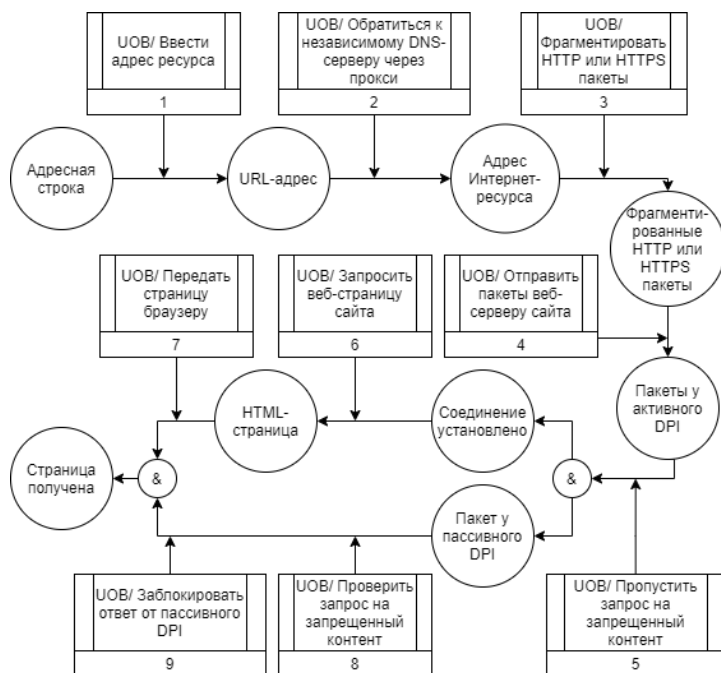 UOB/ Ввести
адрес ресурса
1
UOB/ Обратиться к
независимому DNS-
серверу через
прокси
2
UOB/
Фрагментировать
HTTP или HTTPS
пакеты
3
Адресная
строка
URL-адрес
Адрес
Интернет-
ресурса
Фрагменти-
рованные
HTTP или
HTTPS
пакеты
UOB/ Передать
страницу
браузеру
7
UOB/ Запросить
веб-страницу
сайта
6
UOB/ Отправить
пакеты веб-
серверу сайта
4
Пакеты у
активного
DPI
HTML-
страница
Соединение
установлено
Страница
получена
&
&
Пакет у
пассивного
DPI
UOB/ Заблокировать
ответ от пассивного
DPI
9
UOB/ Проверить
запрос на
запрещенный
контент
8
UOB/ Пропустить
запрос на
запрещенный
контент
5